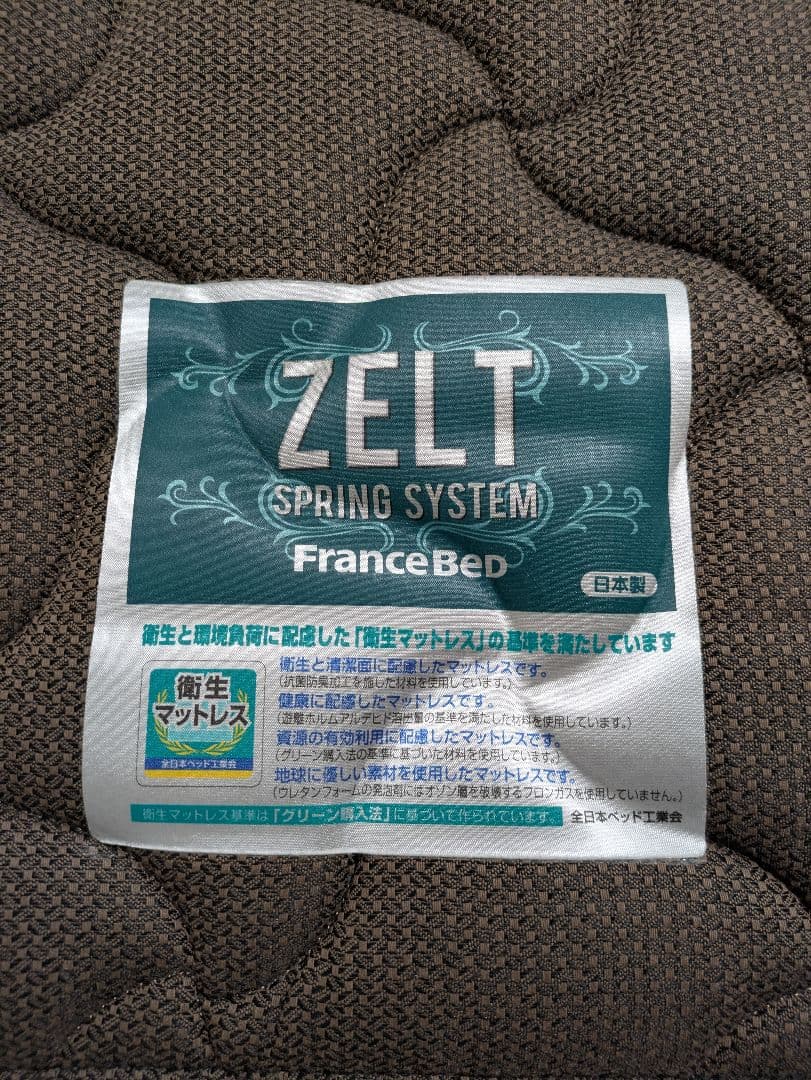 ZELT
SPRING SYSTEM
FranceBeD
日本製
衛生と環境負荷に配慮した「衛生マットレス」の基準を満たしています
衛生
マットレス
全日本ベッド工業会
衛生と清潔面に配慮したマットレスです。
(抗菌防臭加工を施した材料を使用しています。)
健康に配慮したマットレスです。
(遊離ホルムアルデヒド溶出量の基準を満たした材料を使用しています。)
資源の有効利用に配慮したマットレスです。
(グリーン購入法の基準に基づいた材料を使用しています。)
地球に優しい素材を使用したマットレスです。
(ウレタンフォームの発泡剤にはオゾン層を破壊するフロンガスを使用していません。)
衛生マットレス基準は「グリーン購入法」に基づいて作られています。 全日本ベッド工業会